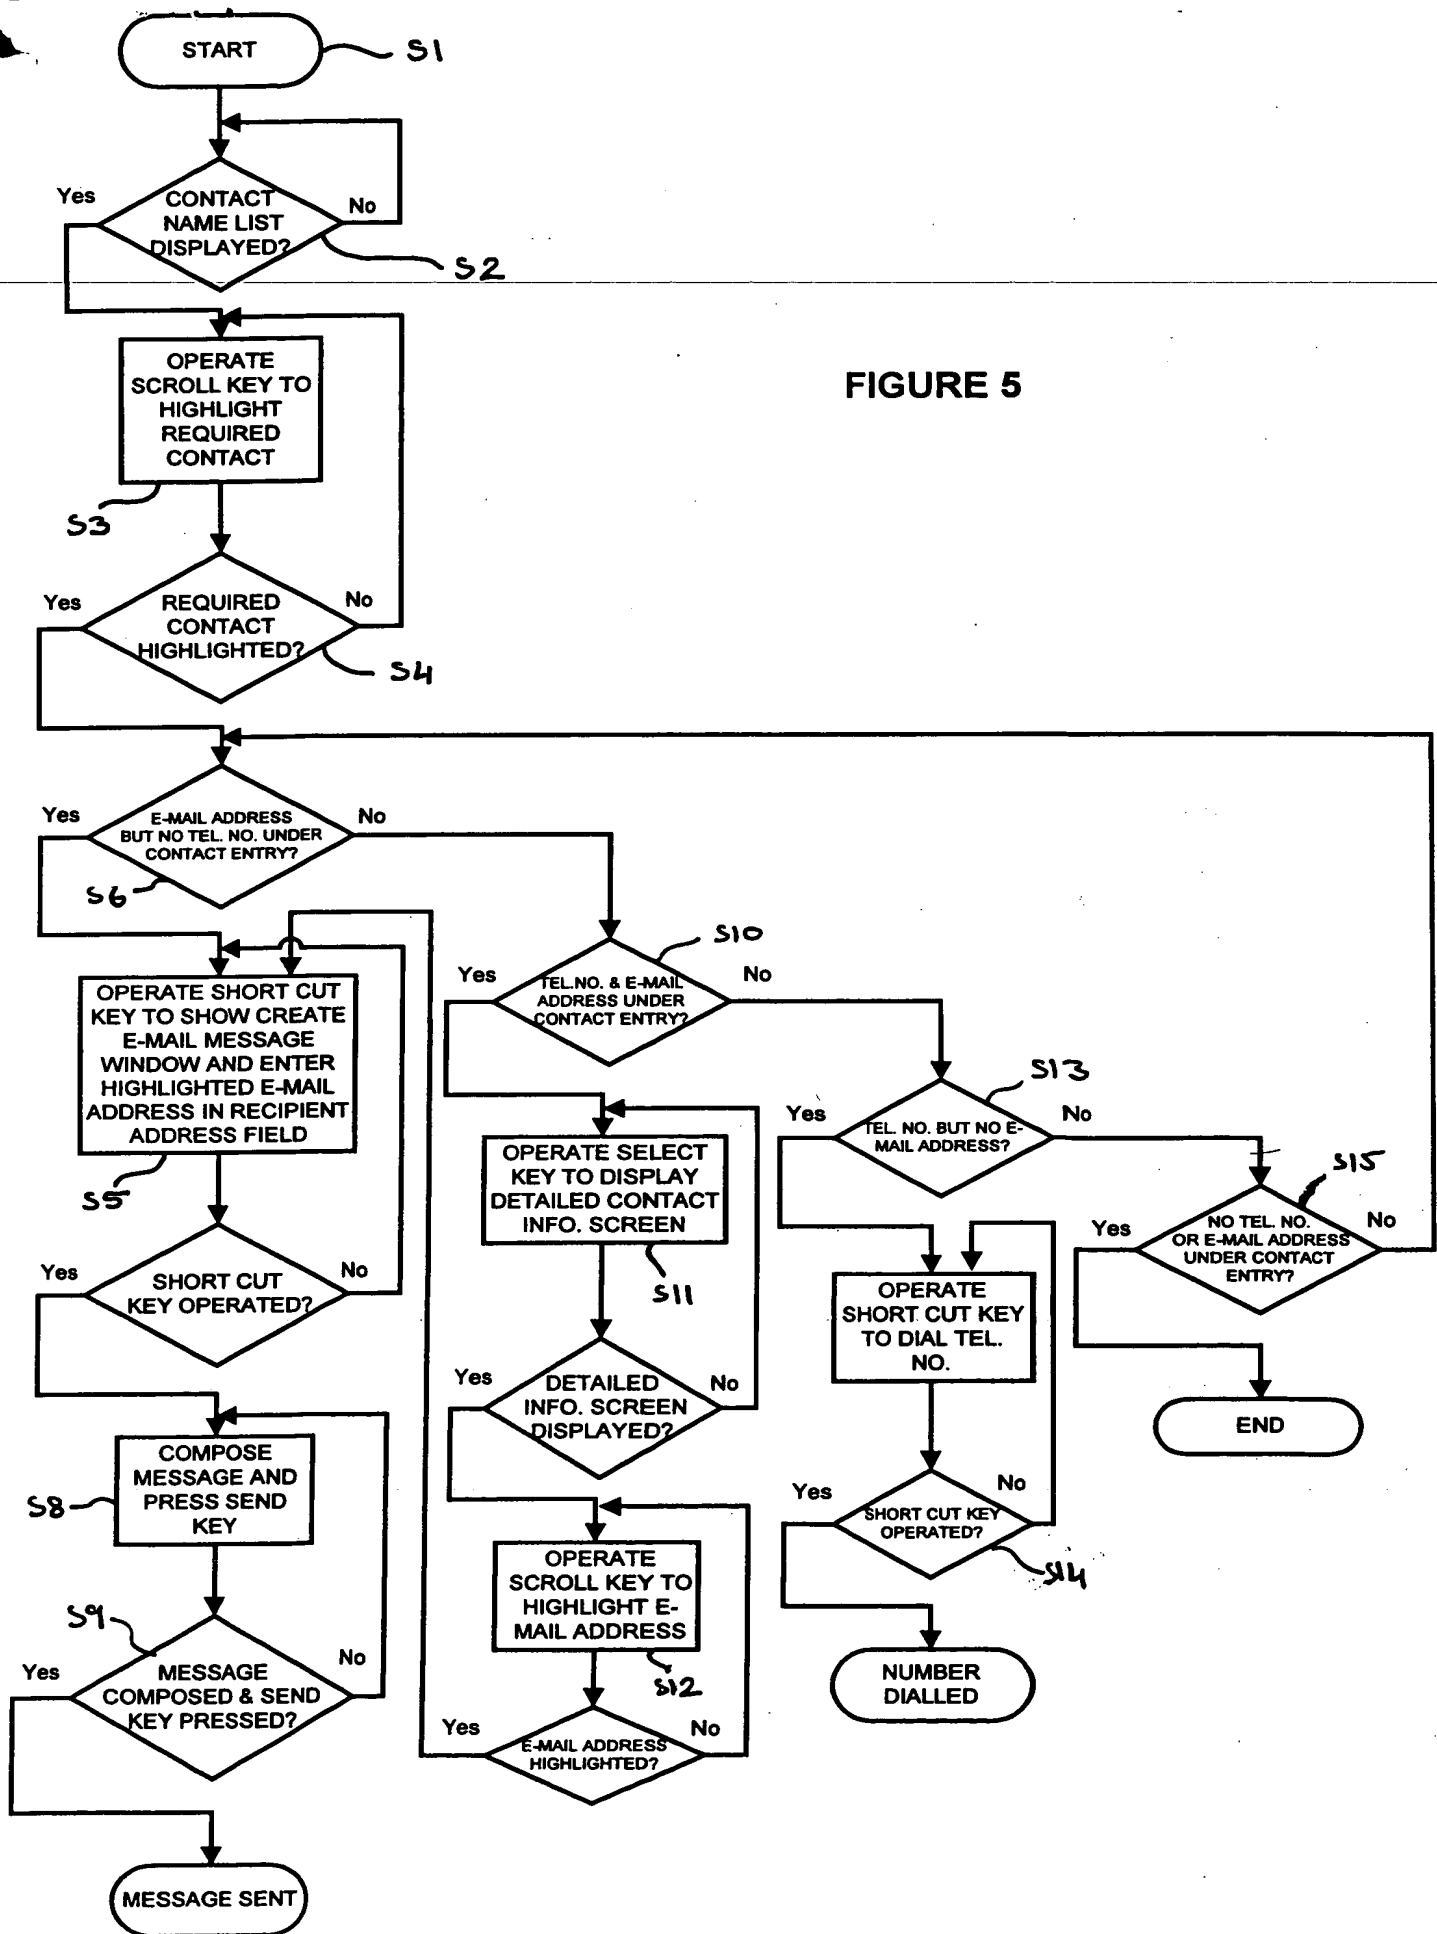 START
S1
Yes
CONTACT
NAME LIST
DISPLAYED?
No
S2
OPERATE
SCROLL KEY TO
HIGHLIGHT
REQUIRED
CONTACT
S3
FIGURE 5
Yes
REQUIRED
CONTACT
HIGHLIGHTED?
No
S4
Yes
E-MAIL ADDRESS
BUT NO TEL. NO. UNDER
CONTACT ENTRY?
No
S6
OPERATE SHORT CUT
KEY TO SHOW CREATE
E-MAIL MESSAGE
WINDOW AND ENTER
HIGHLIGHTED E-MAIL
ADDRESS IN RECIPIENT
ADDRESS FIELD
S5
Yes
SHORT CUT
KEY OPERATED?
No
COMPOSE
MESSAGE AND
PRESS SEND
KEY
S8
S9
Yes
MESSAGE
COMPOSED & SEND
KEY PRESSED?
No
MESSAGE SENT
S10
Yes
TEL.NO. & E-MAIL
ADDRESS UNDER
CONTACT ENTRY?
No
OPERATE SELECT
KEY TO DISPLAY
DETAILED CONTACT
INFO. SCREEN
S11
Yes
DETAILED
INFO. SCREEN
DISPLAYED?
No
OPERATE
SCROLL KEY TO
HIGHLIGHT E-
MAIL ADDRESS
S12
Yes
E-MAIL ADDRESS
HIGHLIGHTED?
No
S13
Yes
TEL. NO. BUT NO E-
MAIL ADDRESS?
No
OPERATE
SHORT CUT KEY
TO DIAL TEL.
NO.
Yes
SHORT CUT KEY
OPERATED?
No
S14
NUMBER
DIALLED
S15
Yes
NO TEL. NO.
OR E-MAIL ADDRESS
UNDER CONTACT
ENTRY?
No
END